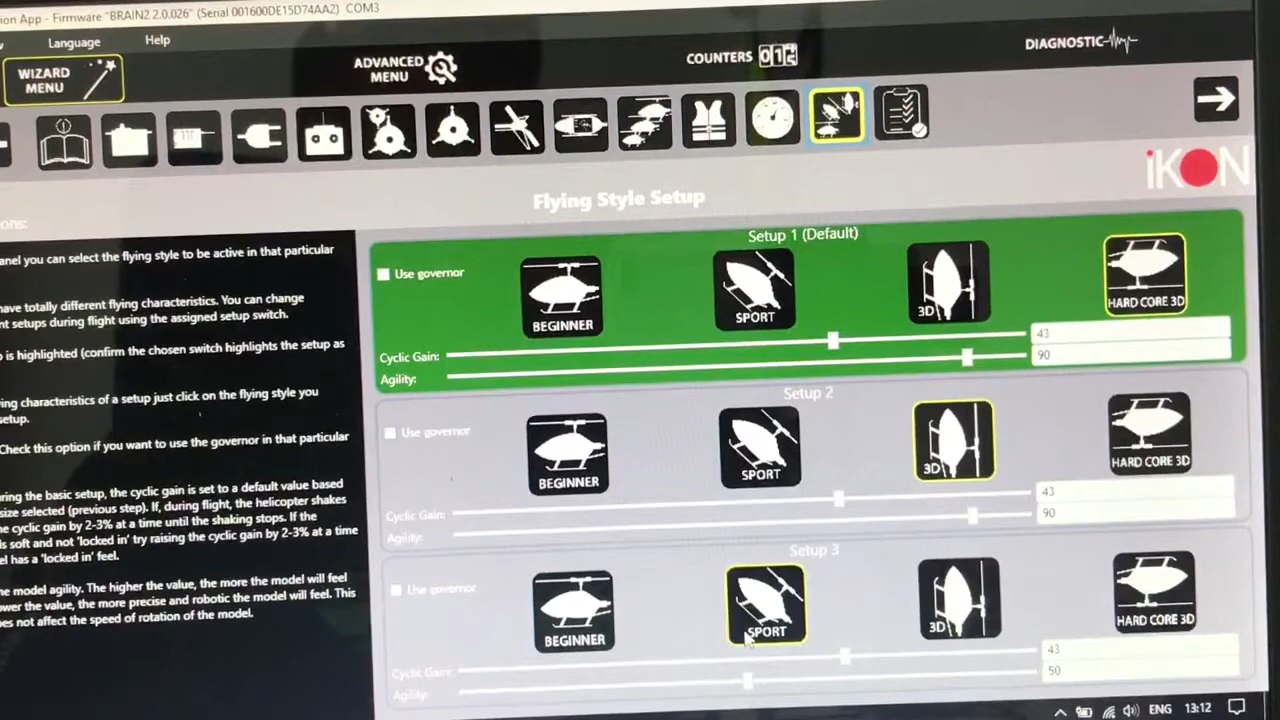 ion App - Firmware "BRAIN2 2.0.026" (Serial 001600DE15D74AA2) COM3
Language Help
WIZARD MENU
ADVANCED MENU
COUNTERS
DIAGNOSTIC
iKON
Flying Style Setup
ons:
anel you can select the flying style to be active in that particular
have totally different flying characteristics. You can change
nt setups during flight using the assigned setup switch.
is highlighted (confirm the chosen switch highlights the setup as
ing characteristics of a setup just click on the flying style you
setup.
Check this option if you want to use the governor in that particular
ring the basic setup, the cyclic gain is set to a default value based
size selected (previous step). If, during flight, the helicopter shakes
e cyclic gain by 2-3% at a time until the shaking stops. If the
is soft and not 'locked in' try raising the cyclic gain by 2-3% at a time
el has a 'locked in' feel.
he model agility. The higher the value, the more the model will feel
ower the value, the more precise and robotic the model will feel. This
oes not affect the speed of rotation of the model.
Setup 1 (Default)
Use governor
BEGINNER
SPORT
3D
HARD CORE 3D
Cyclic Gain: 43
Agility: 90
Setup 2
Use governor
BEGINNER
SPORT
3D
HARD CORE 3D
Cyclic Gain: 43
Agility: 90
Setup 3
Use governor
BEGINNER
SPORT
3D
HARD CORE 3D
Cyclic Gain: 43
Agility: 50
ENG 13:12